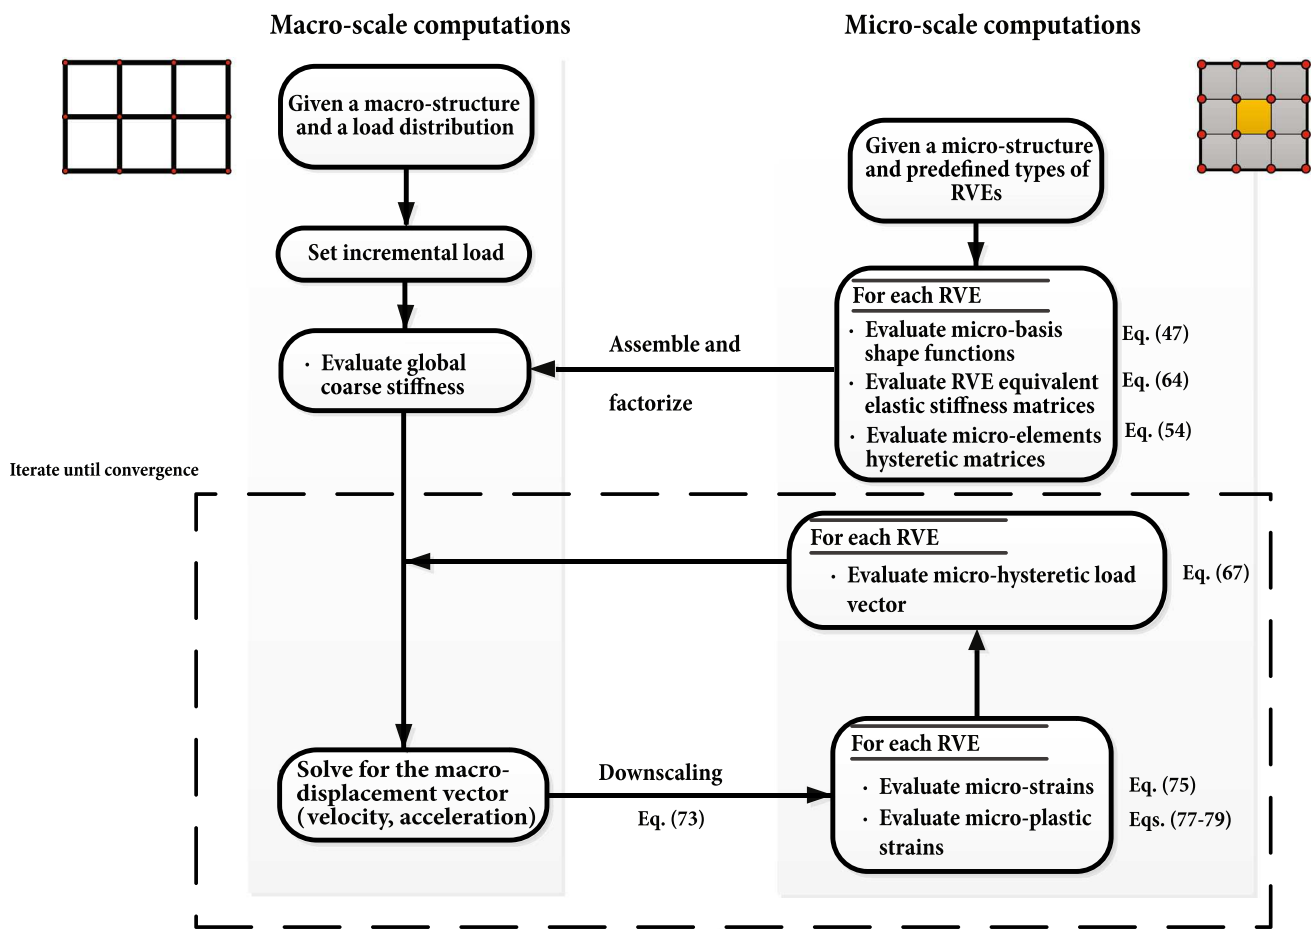 Macro-scale computations
Micro-scale computations
Given a macro-structure
and a load distribution
Set incremental load
· Evaluate global
coarse stiffness
Given a micro-structure
and predefined types of
RVEs
For each RVE
· Evaluate micro-basis
shape functions
Eq. (47)
· Evaluate RVE equivalent
elastic stiffness matrices
Eq. (64)
· Evaluate micro-elements
hysteretic matrices
Eq. (54)
Assemble and
factorize
Iterate until convergence
For each RVE
· Evaluate micro-hysteretic load
vector
Eq. (67)
Solve for the macro-
displacement vector
(velocity, acceleration)
Downscaling
Eq. (73)
For each RVE
· Evaluate micro-strains
Eq. (75)
· Evaluate micro-plastic
strains
Eqs. (77-79)